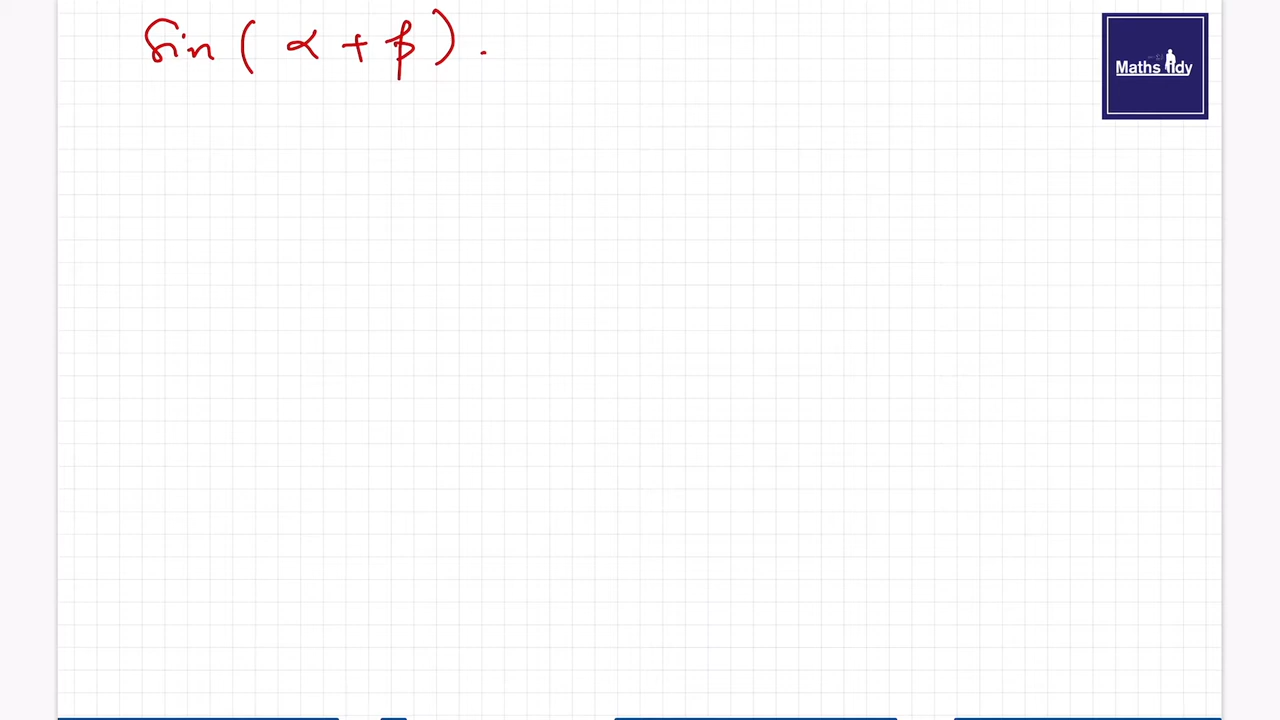 Sin ( α + β ) .
Maths